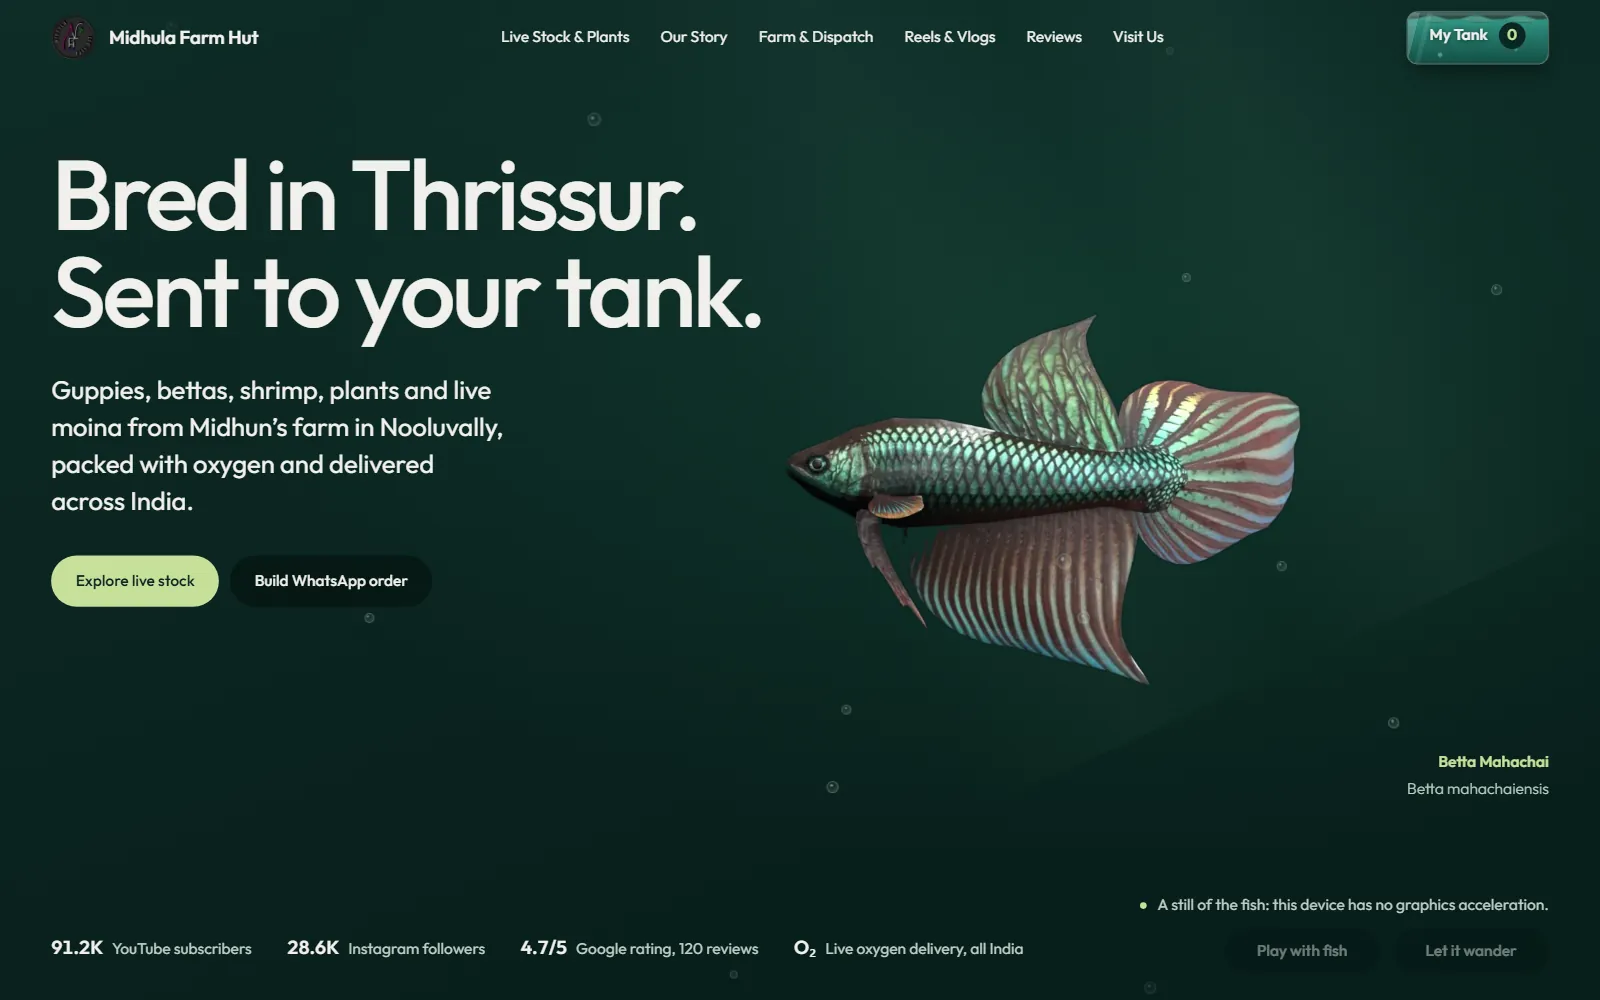 Midhula Farm Hut
Live Stock & Plants
Our Story
Farm & Dispatch
Reels & Vlogs
Reviews
Visit Us
My Tank 0
Bred in Thrissur.
Sent to your tank.
Guppies, bettas, shrimp, plants and live
moina from Midhun’s farm in Nooluvally,
packed with oxygen and delivered
across India.
Explore live stock
Build WhatsApp order
Betta Mahachai
Betta mahachaiensis
A still of the fish: this device has no graphics acceleration.
91.2K YouTube subscribers
28.6K Instagram followers
4.7/5 Google rating, 120 reviews
O₂ Live oxygen delivery, all India
Play with fish
Let it wander